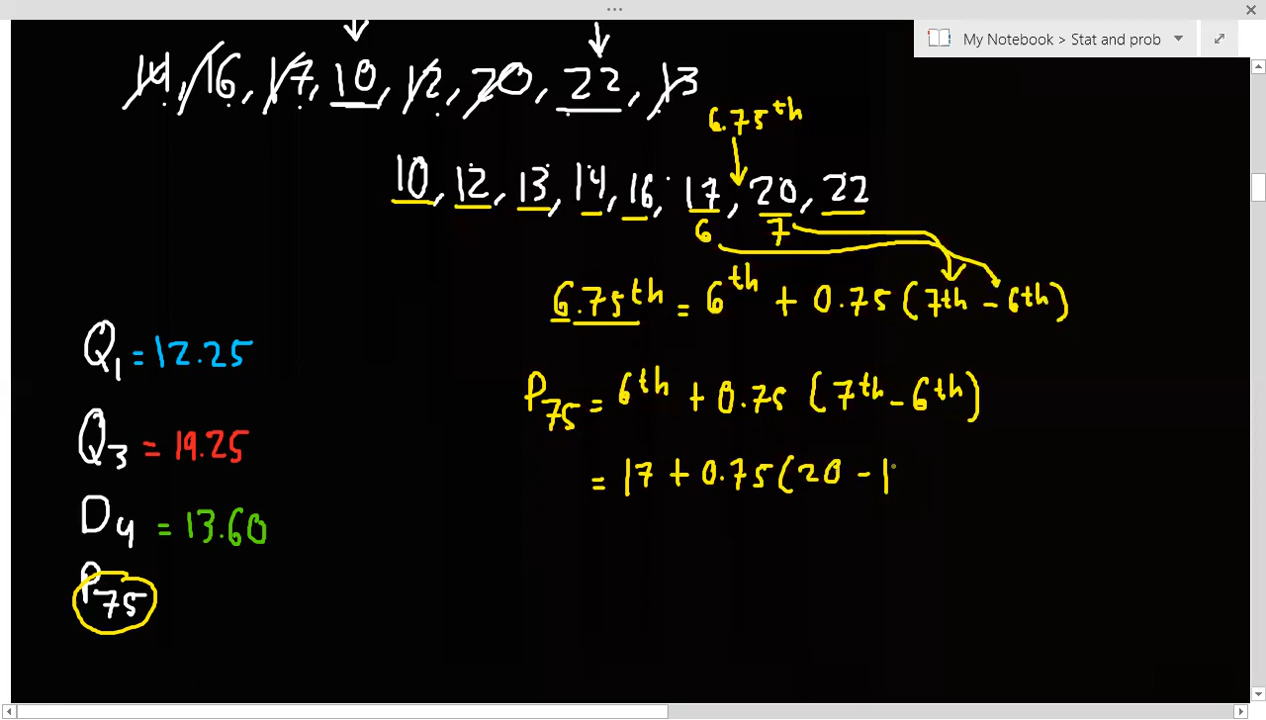 My Notebook > Stat and prob
14, 16, 17, 10, 12, 20, 22, 13
6.75th
10, 12, 13, 14, 16, 17, 20, 22
6 7
6.75th = 6th + 0.75 (7th - 6th)
Q1 = 12.25
P75 = 6th + 0.75 (7th - 6th)
Q3 = 19.25
= 17 + 0.75 (20 - 1
D4 = 13.60
P75